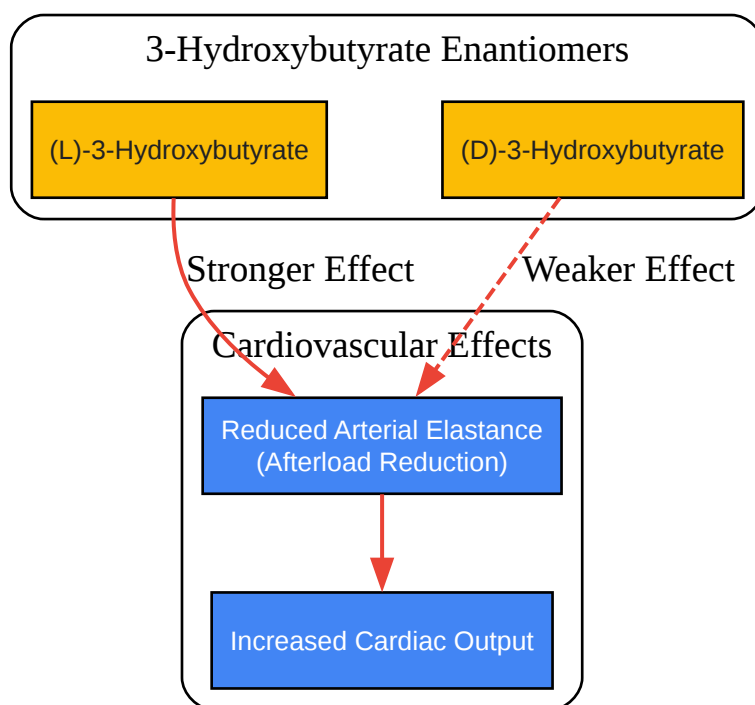 3-Hydroxybutyrate Enantiomers
(L)-3-Hydroxybutyrate
(D)-3-Hydroxybutyrate
Stronger Effect
Weaker Effect
Cardiovascular Effects
Reduced Arterial Elastance
(Afterload Reduction)
Increased Cardiac Output